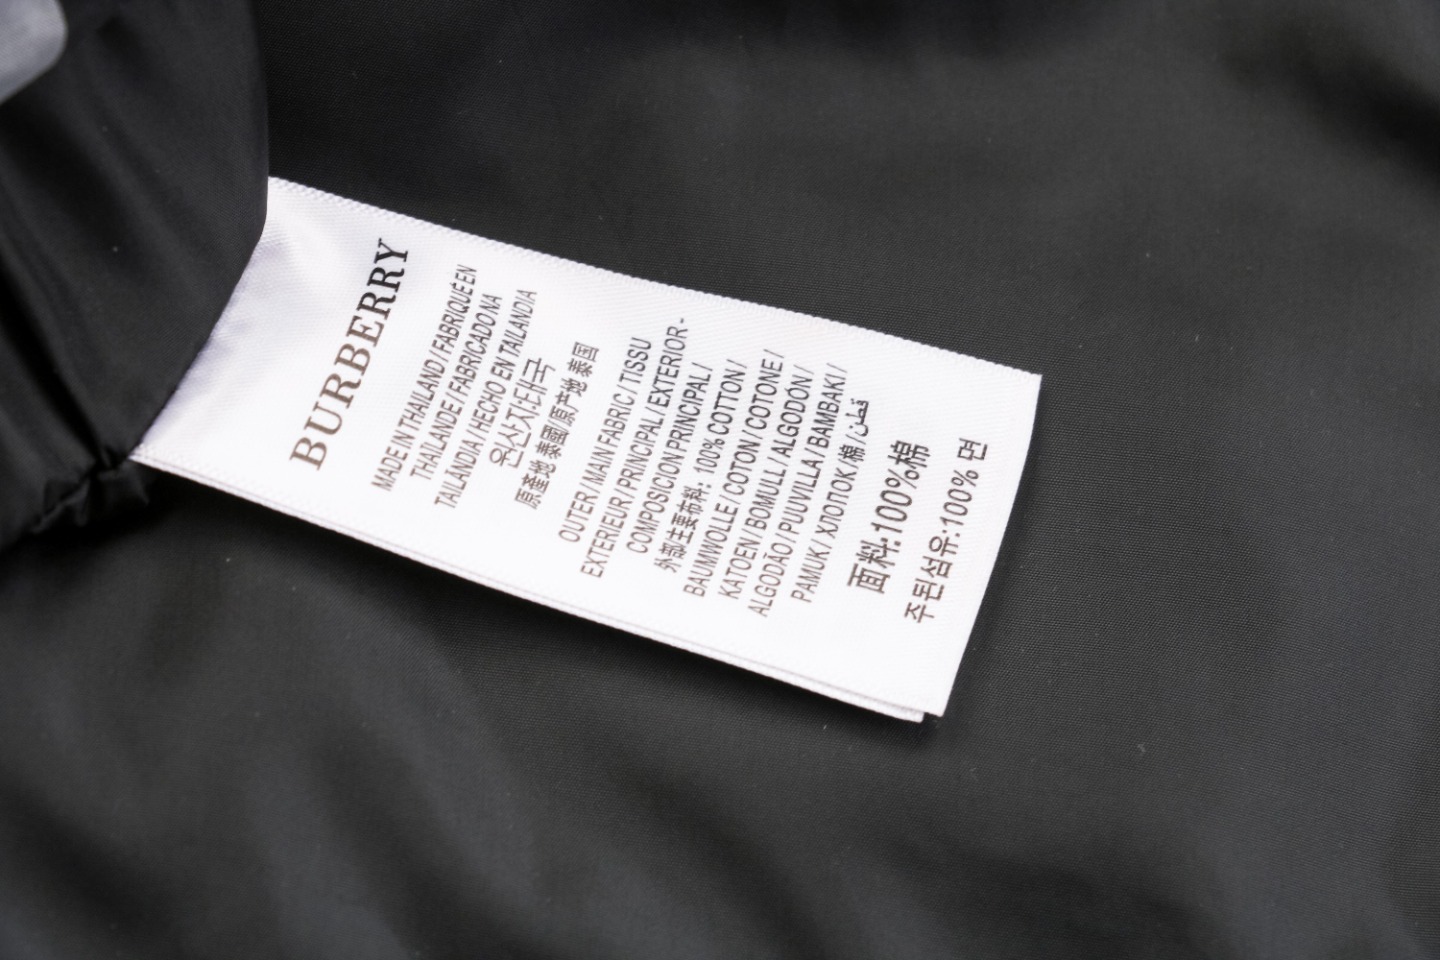 BURBERRY
MADE IN THAILAND / FABRIQUÉ EN
THAILANDE / FABRICADO NA
TAILÂNDIA / HECHO EN TAILANDIA
원산지:태국
原產地 泰國原产地 泰国
OUTER / MAIN FABRIC / TISSU
EXTERIEUR / PRINCIPAL / EXTERIOR -
COMPOSICION PRINCIPAL /
外部主要布料: 100% COTTON /
BAUMWOLLE / COTON / COTONE /
KATOEN / BOMULL / ALGODÓN /
ALGODÃO / PUUVILLA / BAMBAKI /
PAMUK / ХЛОПОК / 棉 / قطن
面料:100%棉
주된섬유:100% 면